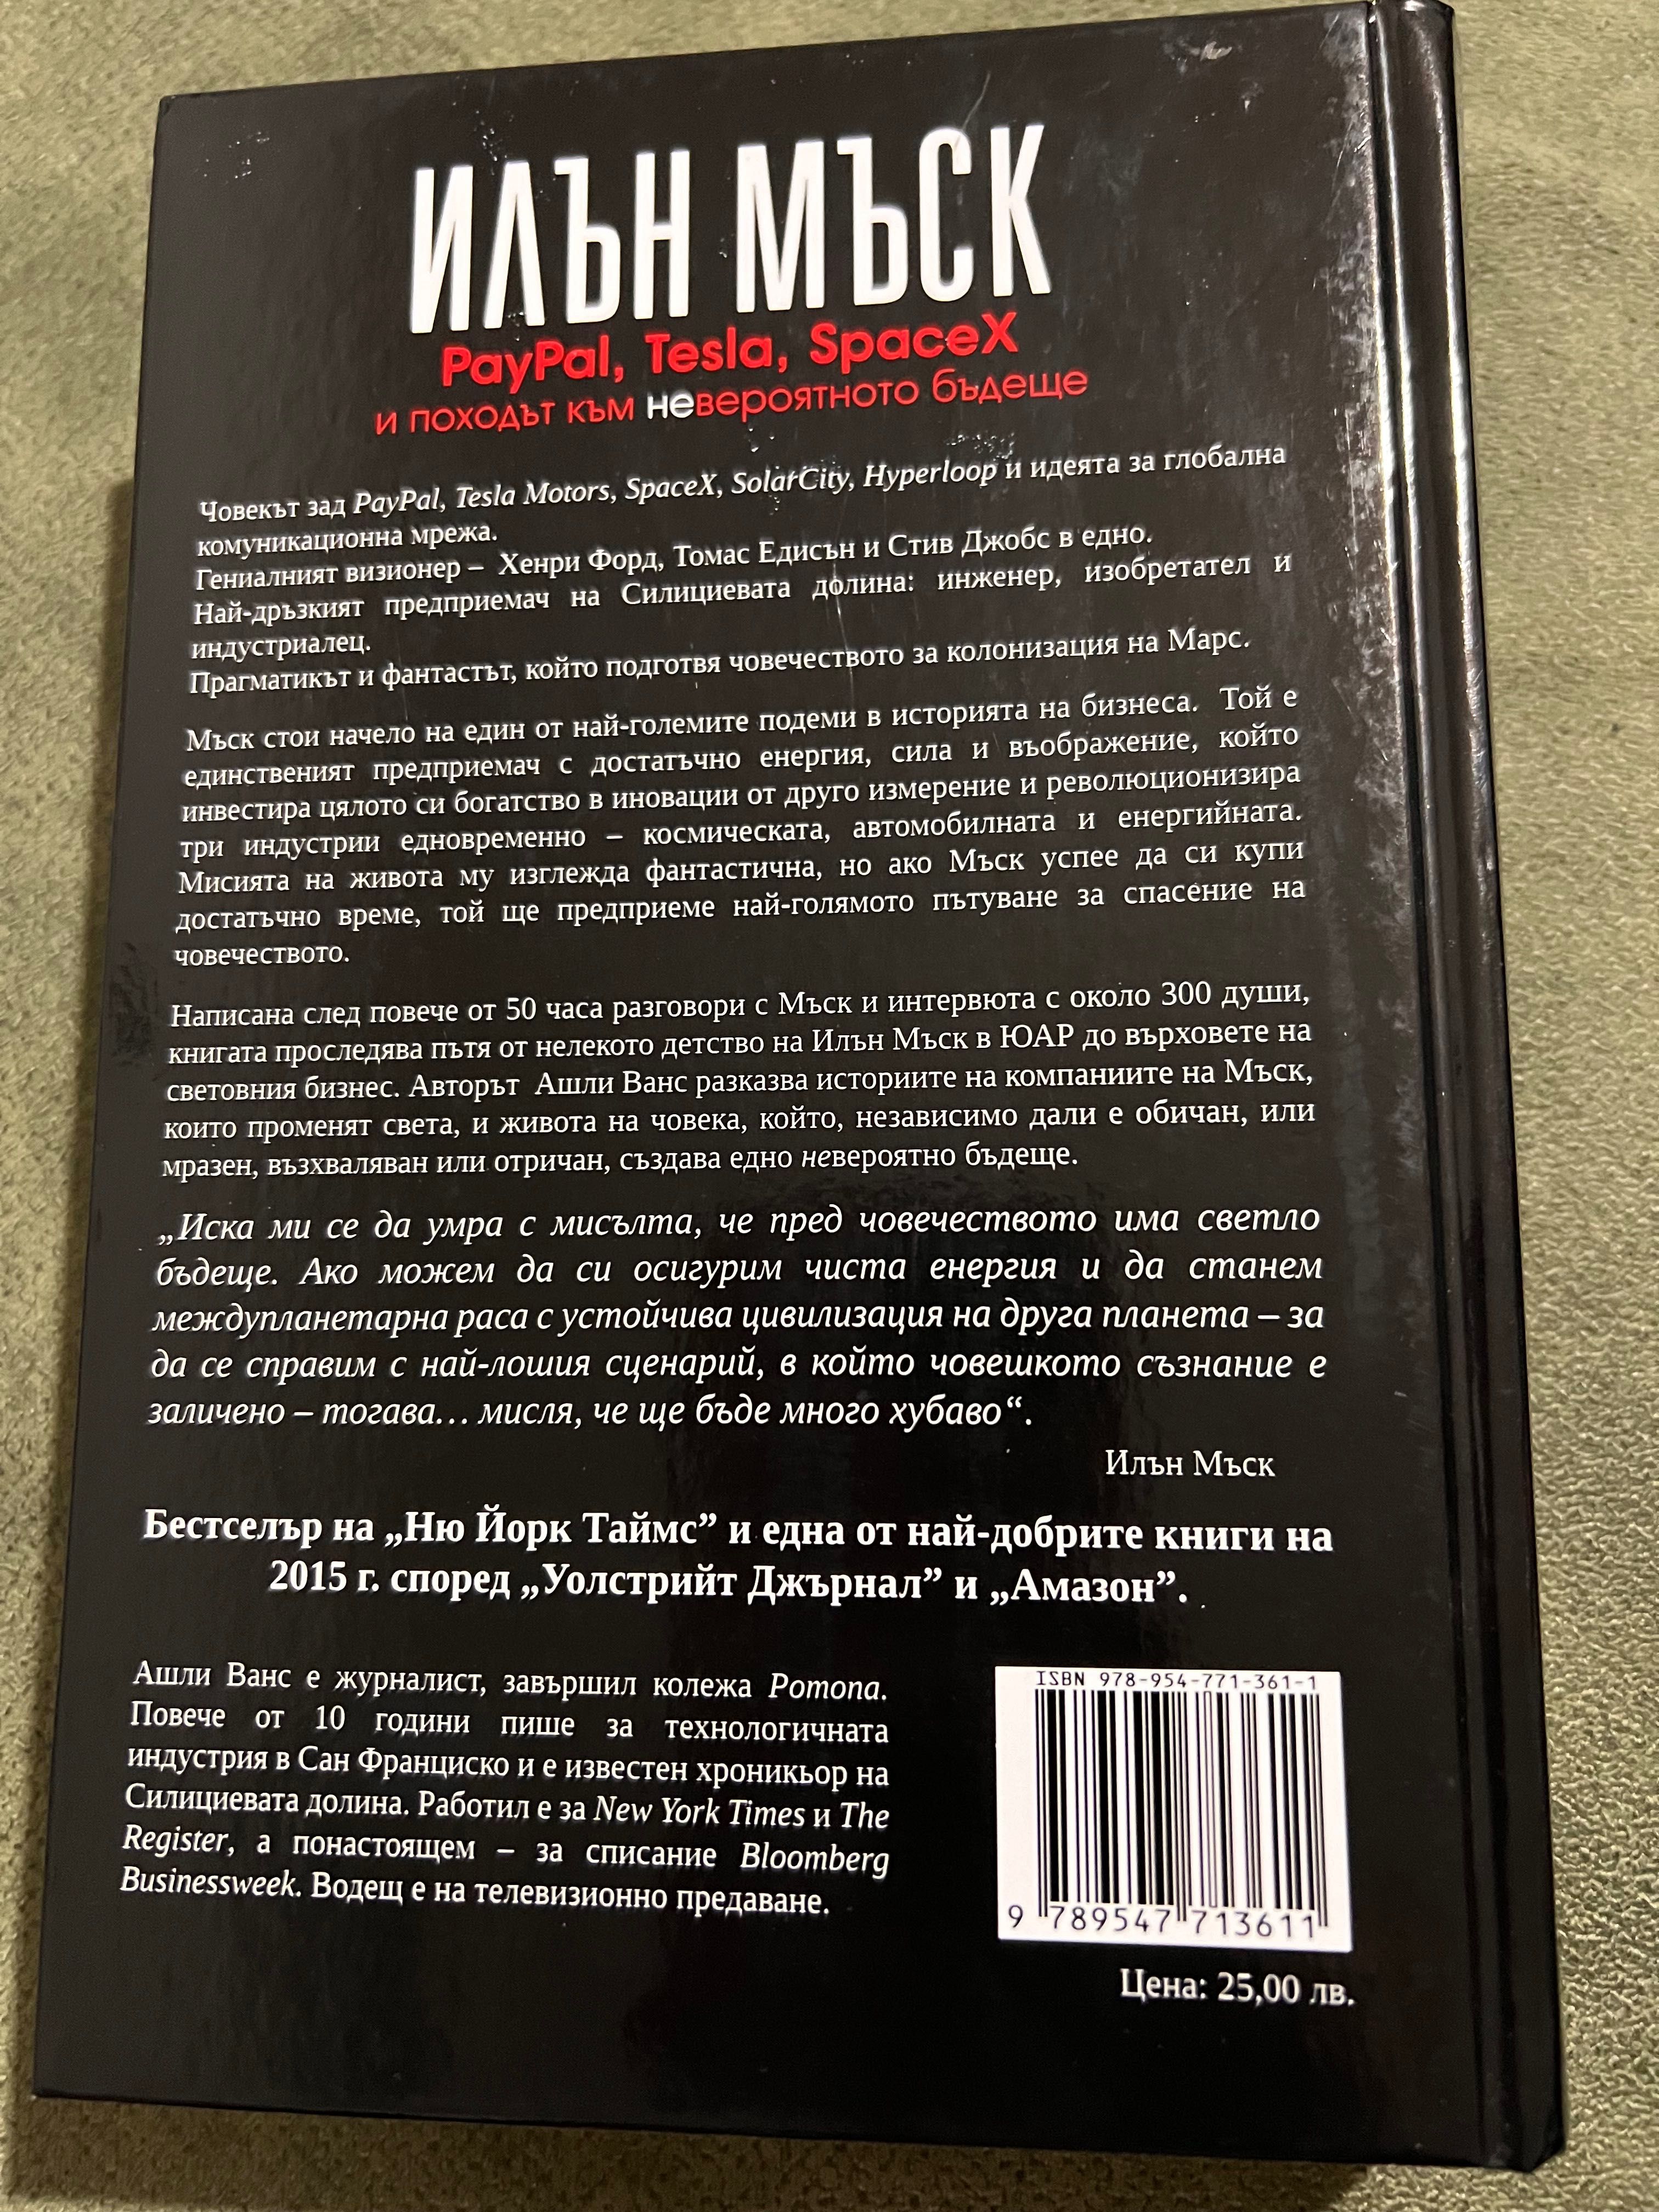 ИЛЪН МЪСК
PayPal, Tesla, SpaceX
и походът към невероятното бъдеще
Човекът зад PayPal, Tesla Motors, SpaceX, SolarCity, Hyperloop и идеята за глобална
комуникационна мрежа.
Гениалният визионер – Хенри Форд, Томас Едисън и Стив Джобс в едно.
Най-дръзкият предприемач на Силициевата долина: инженер, изобретател и
индустриалец.
Прагматикът и фантастът, който подготвя човечеството за колонизация на Марс.
Мъск стои начело на един от най-големите подеми в историята на бизнеса. Той е
единственият предприемач с достатъчно енергия, сила и въображение, който
инвестира цялото си богатство в иновации от друго измерение и революционизира
три индустрии едновременно – космическата, автомобилната и енергийната.
Мисията на живота му изглежда фантастична, но ако Мъск успее да си купи
достатъчно време, той ще предприеме най-голямото пътуване за спасение на
човечеството.
Написана след повече от 50 часа разговори с Мъск и интервюта с около 300 души,
книгата проследява пътя от нелекото детство на Илън Мъск в ЮАР до върховете на
световния бизнес. Авторът Ашли Ванс разказва историите на компаниите на Мъск,
които променят света, и живота на човека, който, независимо дали е обичан, или
мразен, възхваляван или отричан, създава едно невероятно бъдеще.
„Иска ми се да умра с мисълта, че пред човечеството има светло
бъдеще. Ако можем да си осигурим чиста енергия и да станем
междупланетарна раса с устойчива цивилизация на друга планета – за
да се справим с най-лошия сценарий, в който човешкото съзнание е
заличено – тогава… мисля, че ще бъде много хубаво“.
Илън Мъск
Бестселър на „Ню Йорк Таймс” и една от най-добрите книги на
2015 г. според „Уолстрийт Джърнал” и „Амазон”.
Ашли Ванс е журналист, завършил колежа Pomona.
Повече от 10 години пише за технологичната
индустрия в Сан Франциско и е известен хроникьор на
Силициевата долина. Работил е за New York Times и The
Register, а понастоящем – за списание Bloomberg
Businessweek. Водещ е на телевизионно предаване.
ISBN 978-954-771-361-1
9 789547 713611
Цена: 25,00 лв.